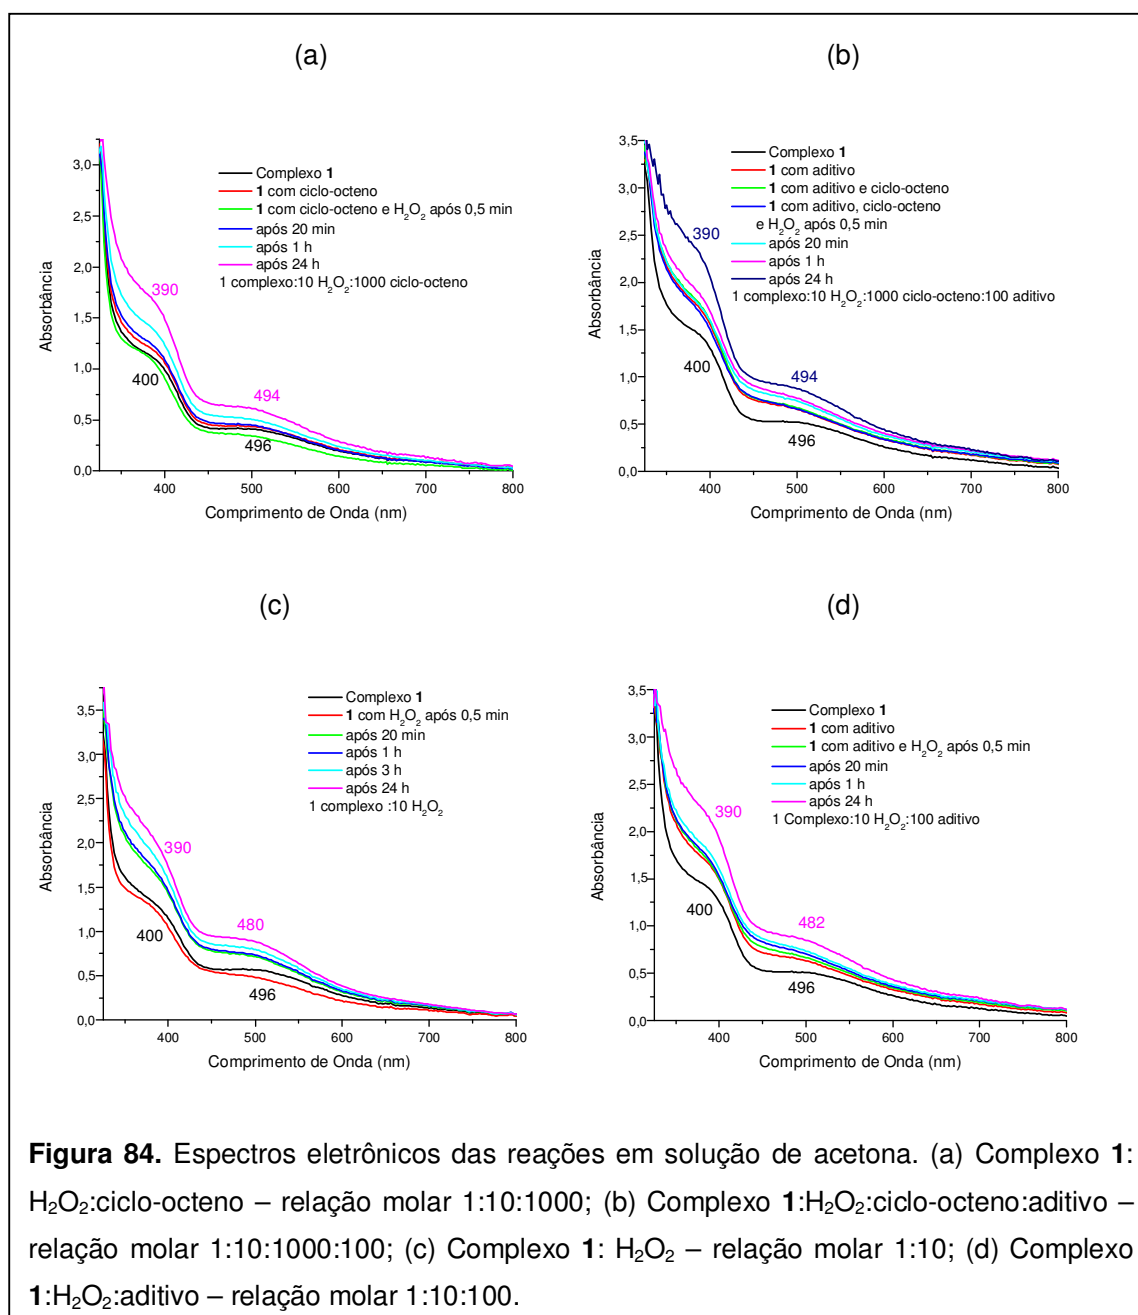 (a)
3,0
2,5
2,0
1,5
1,0
0,5
0,0
400
500
600
700
800
Absorbância
Comprimento de Onda (nm)
Complexo 1
1 com ciclo-octeno
1 com ciclo-octeno e H₂O₂ após 0,5 min
após 20 min
após 1 h
após 24 h
1 complexo:10 H₂O₂:1000 ciclo-octeno
390
400
494
496
(b)
3,5
3,0
2,5
2,0
1,5
1,0
0,5
0,0
400
500
600
700
800
Absorbância
Comprimento de Onda (nm)
Complexo 1
1 com aditivo
1 com aditivo e ciclo-octeno
1 com aditivo, ciclo-octeno
e H₂O₂ após 0,5 min
após 20 min
após 1 h
após 24 h
1 complexo:10 H₂O₂:1000 ciclo-octeno:100 aditivo
390
400
494
496
(c)
3,5
3,0
2,5
2,0
1,5
1,0
0,5
0,0
400
500
600
700
800
Absorbância
Comprimento de Onda (nm)
Complexo 1
1 com H₂O₂ após 0,5 min
após 20 min
após 1 h
após 3 h
após 24 h
1 complexo :10 H₂O₂
390
400
480
496
(d)
3,5
3,0
2,5
2,0
1,5
1,0
0,5
0,0
400
500
600
700
800
Absorbância
Comprimento de Onda (nm)
Complexo 1
1 com aditivo
1 com aditivo e H₂O₂ após 0,5 min
após 20 min
após 1 h
após 24 h
1 Complexo:10 H₂O₂:100 aditivo
390
400
482
496
Figura 84. Espectros eletrônicos das reações em solução de acetona. (a) Complexo 1:
H₂O₂:ciclo-octeno – relação molar 1:10:1000; (b) Complexo 1:H₂O₂:ciclo-octeno:aditivo –
relação molar 1:10:1000:100; (c) Complexo 1: H₂O₂ – relação molar 1:10; (d) Complexo
1:H₂O₂:aditivo – relação molar 1:10:100.